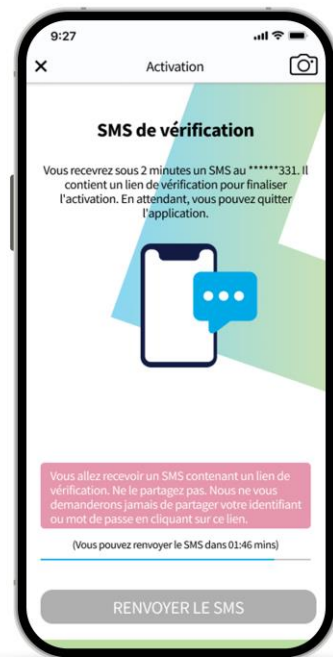 9:27
Activation
SMS de vérification
Vous recevrez sous 2 minutes un SMS au ******331. Il
contient un lien de vérification pour finaliser
l'activation. En attendant, vous pouvez quitter
l'application.
Vous allez recevoir un SMS contenant un lien de
vérification. Ne le partagez pas. Nous ne vous
demanderons jamais de partager votre identifiant
ou mot de passe en cliquant sur ce lien.
(Vous pouvez renvoyer le SMS dans 01:46 mins)
RENVOYER LE SMS